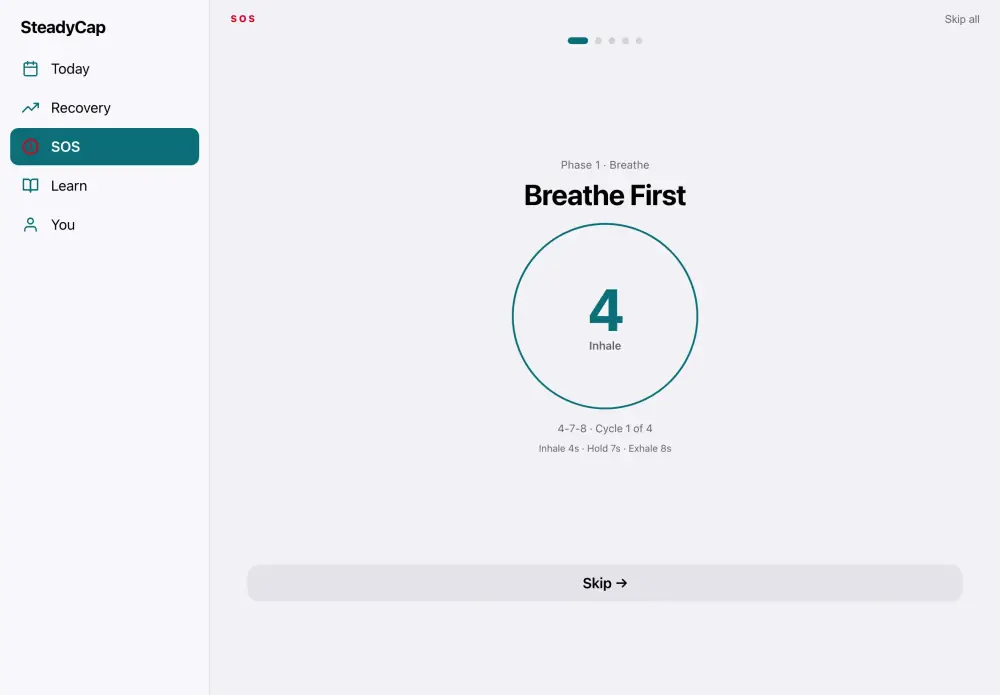 SteadyCap
Today
Recovery
SOS
Learn
You
SOS
Skip all
Phase 1 · Breathe
Breathe First
4
Inhale
4-7-8 · Cycle 1 of 4
Inhale 4s · Hold 7s · Exhale 8s
Skip →